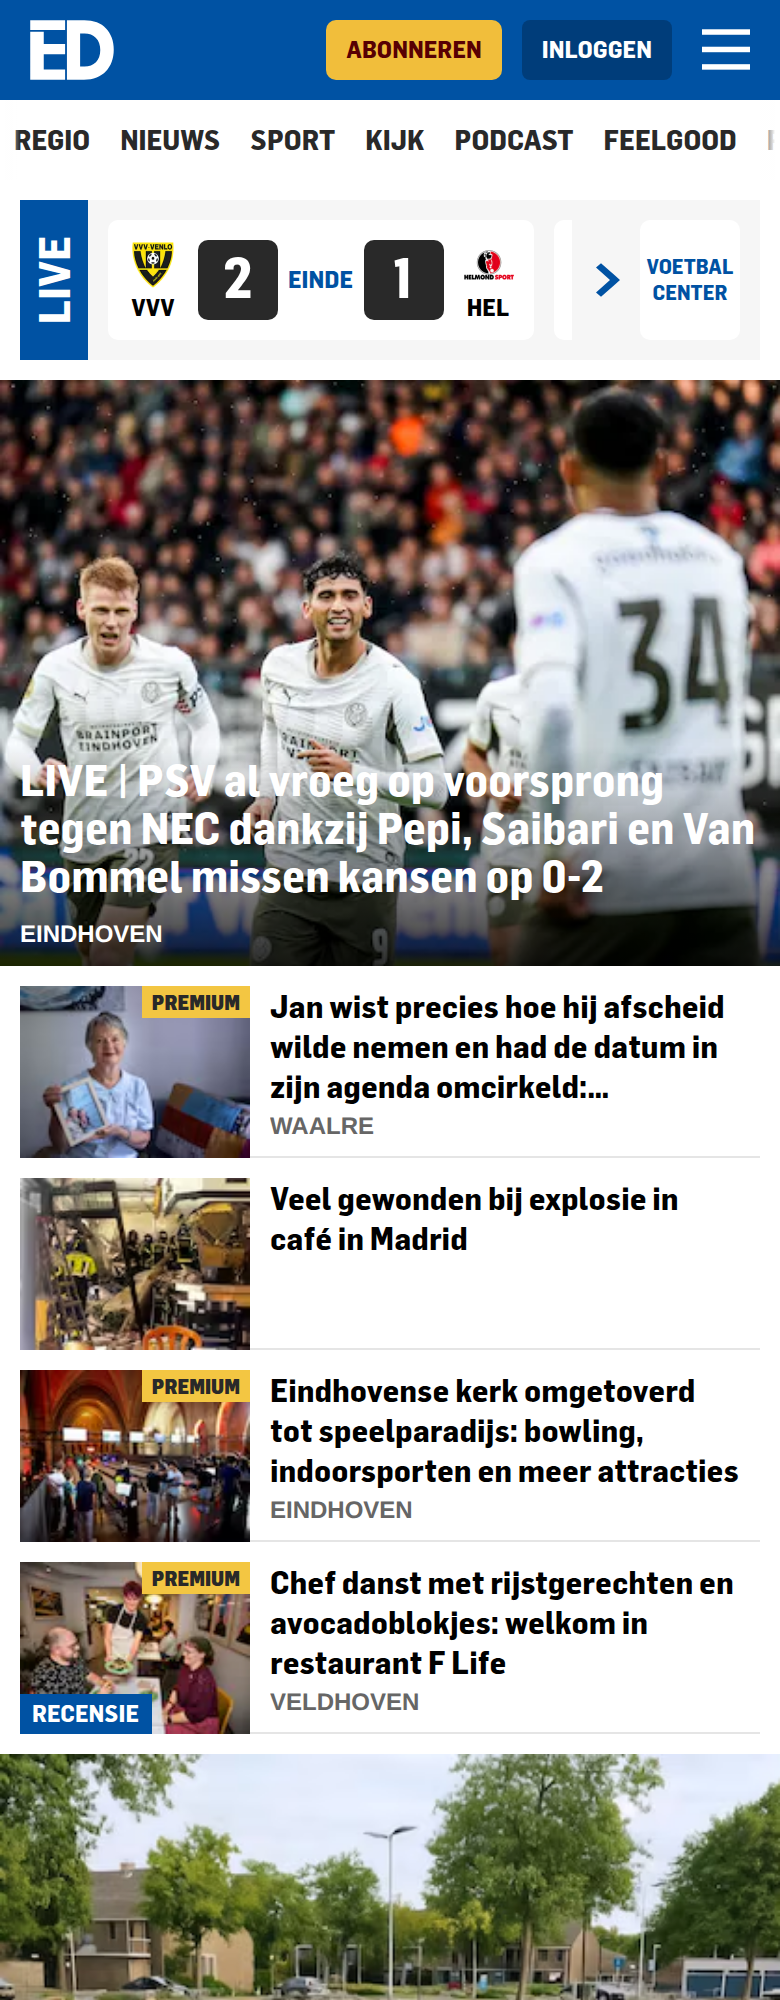 ED
ABONNEREN
INLOGGEN
REGIO NIEUWS SPORT KIJK PODCAST FEELGOOD
LIVE
VVV-VENLO
VVV
2
EINDE
1
HELMOND SPORT
HEL
VOETBAL
CENTER
34
BRAINPORT
EINDHOVEN
LIVE | PSV al vroeg op voorsprong
tegen NEC dankzij Pepi, Saibari en Van
Bommel missen kansen op 0-2
EINDHOVEN
9
PREMIUM
Jan wist precies hoe hij afscheid
wilde nemen en had de datum in
zijn agenda omcirkeld:...
WAALRE
Veel gewonden bij explosie in
café in Madrid
PREMIUM
Eindhovense kerk omgetoverd
tot speelparadijs: bowling,
indoorsporten en meer attracties
EINDHOVEN
PREMIUM
RECENSIE
Chef danst met rijstgerechten en
avocadoblokjes: welkom in
restaurant F Life
VELDHOVEN